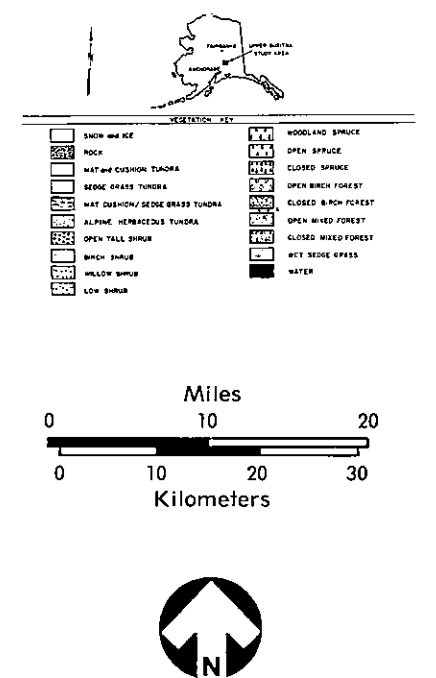 FAIRBANKS
UPPER SUSITNA
STUDY AREA
ANCHORAGE
VEGETATION KEY
SNOW and ICE
ROCK
MAT and CUSHION TUNDRA
SEDGE GRASS TUNDRA
MAT CUSHION/SEDGE GRASS TUNDRA
ALPINE HERBACEOUS TUNDRA
OPEN TALL SHRUB
BIRCH SHRUB
WILLOW SHRUB
LOW SHRUB
WOODLAND SPRUCE
OPEN SPRUCE
CLOSED SPRUCE
OPEN BIRCH FOREST
CLOSED BIRCH FOREST
OPEN MIXED FOREST
CLOSED MIXED FOREST
WET SEDGE GRASS
WATER
Miles
0 10 20
0 10 20 30
Kilometers
N